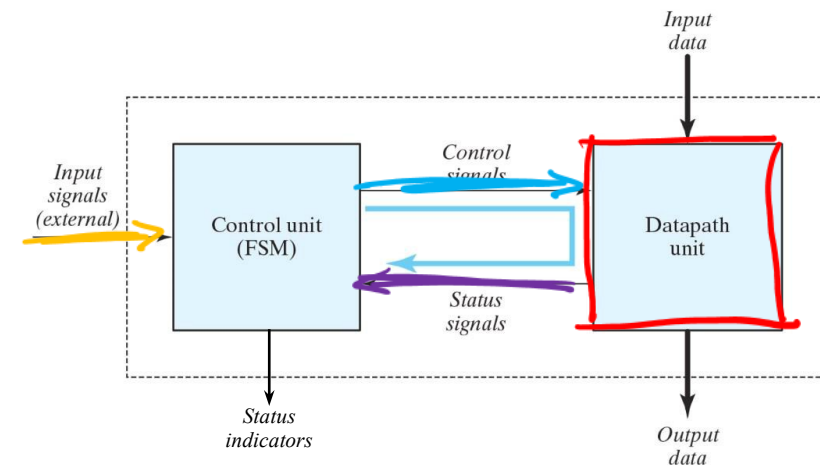 Input
data
Input
signals
(external)
Control
signals
Control unit
(FSM)
Datapath
unit
Status
signals
Status
indicators
Output
data